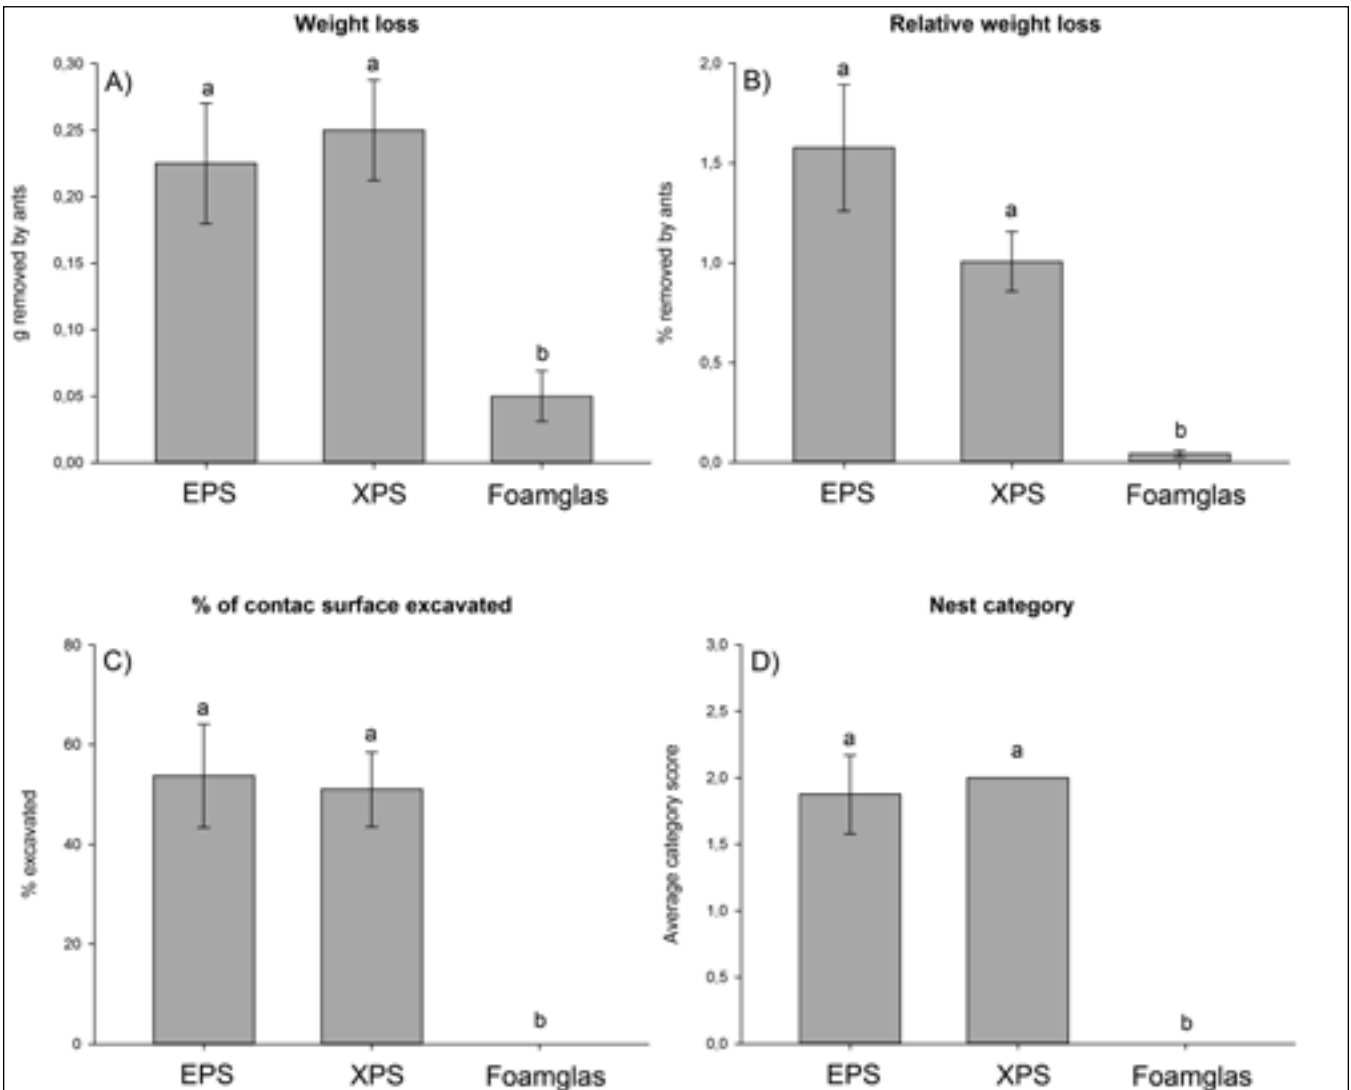 Weight loss
A)
g removed by ants
0,30
0,25
0,20
0,15
0,10
0,05
0,00
a
a
b
EPS XPS Foamglas
Relative weight loss
B)
% removed by ants
2,0
1,5
1,0
0,5
0,0
a
a
b
EPS XPS Foamglas
% of contac surface excavated
C)
% excavated
80
60
40
20
0
a
a
b
EPS XPS Foamglas
Nest category
D)
Average category score
3,0
2,5
2,0
1,5
1,0
0,5
0,0
a
a
b
EPS XPS Foamglas